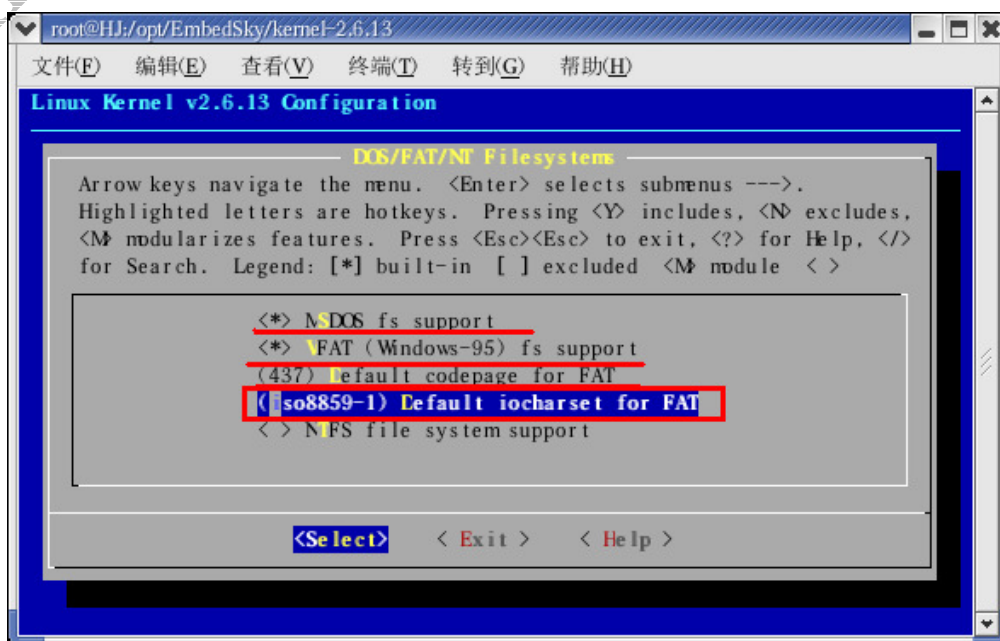 root@HJ:/opt/EmbedSky/kernel-2.6.13
文件(F) 编辑(E) 查看(V) 终端(T) 转到(G) 帮助(H)
Linux Kernel v2.6.13 Configuration
DOS/FAT/NT Filesystems
Arrow keys navigate the menu. <Enter> selects submenus --->.
Highlighted letters are hotkeys. Pressing <Y> includes, <N> excludes,
<M> modularizes features. Press <Esc><Esc> to exit, <?> for Help, </>
for Search. Legend: [*] built-in [ ] excluded <M> module < >
<*> MSDOS fs support
<*> VFAT (Windows-95) fs support
(437) Default codepage for FAT
(iso8859-1) Default iocharset for FAT
< > NTFS file system support
<Select> < Exit > < Help >